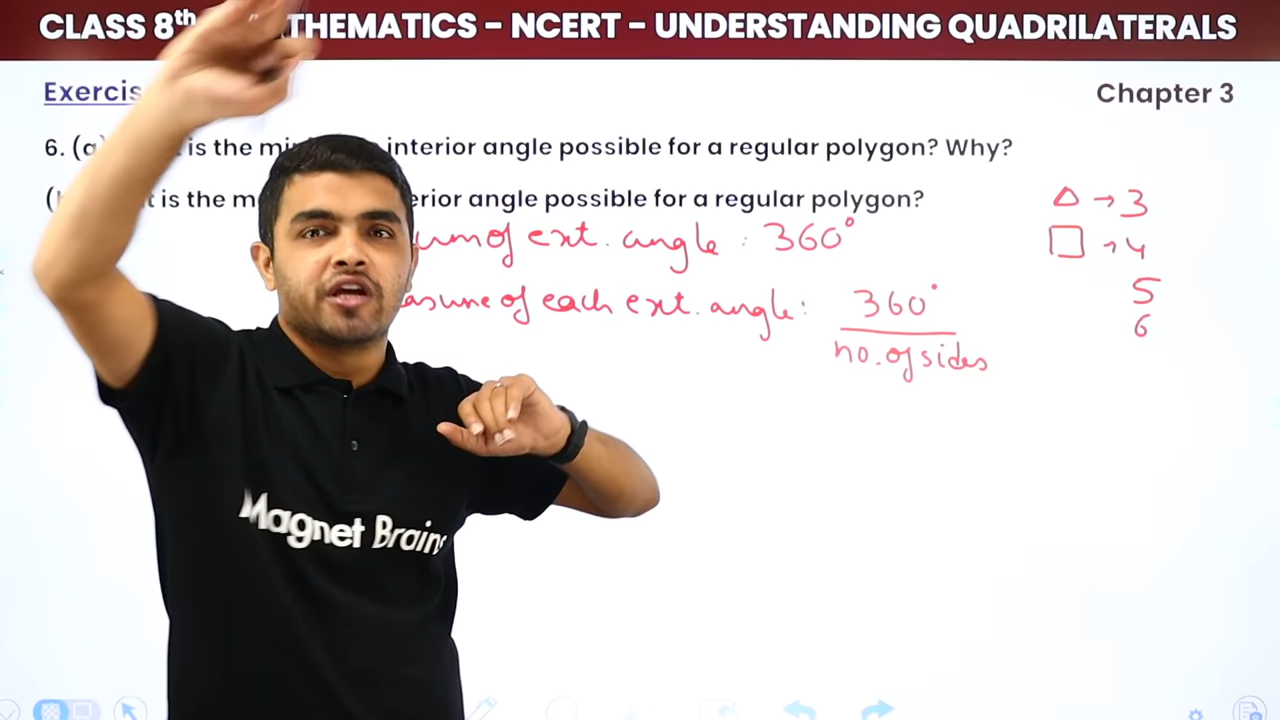 CLASS 8th MATHEMATICS – NCERT – UNDERSTANDING QUADRILATERALS
Exercis
Chapter 3
6. (a) is the interior angle possible for a regular polygon? Why?
is the erior angle possible for a regular polygon?
△ → 3
um of ext. angle : 360°
□ → 4
asure of each ext. angle : 360° / no. of sides
5
6
Magnet Brains